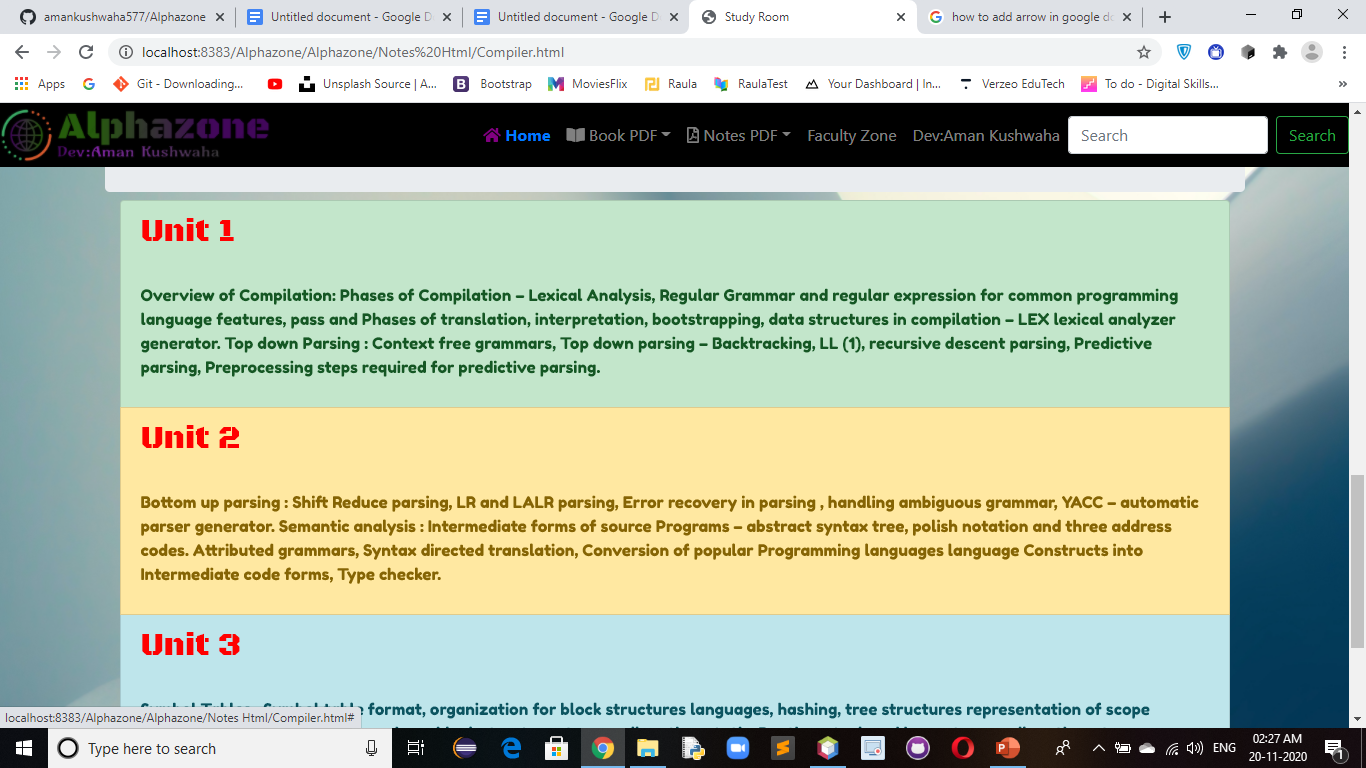 amankushwaha577/Alphazone
Untitled document - Google D
Untitled document - Google D
Study Room
how to add arrow in google do
localhost:8383/Alphazone/Alphazone/Notes%20Html/Compiler.html
Apps
Git - Downloading...
Unsplash Source | A...
Bootstrap
MoviesFlix
Raula
RaulaTest
Your Dashboard | In...
Verzeo EduTech
To do - Digital Skills...
»
Alphazone
Dev:Aman Kushwaha
Home
Book PDF
Notes PDF
Faculty Zone
Dev:Aman Kushwaha
Search
Search
Unit 1
Overview of Compilation: Phases of Compilation – Lexical Analysis, Regular Grammar and regular expression for common programming
language features, pass and Phases of translation, interpretation, bootstrapping, data structures in compilation – LEX lexical analyzer
generator. Top down Parsing : Context free grammars, Top down parsing – Backtracking, LL (1), recursive descent parsing, Predictive
parsing, Preprocessing steps required for predictive parsing.
Unit 2
Bottom up parsing : Shift Reduce parsing, LR and LALR parsing, Error recovery in parsing , handling ambiguous grammar, YACC – automatic
parser generator. Semantic analysis : Intermediate forms of source Programs – abstract syntax tree, polish notation and three address
codes. Attributed grammars, Syntax directed translation, Conversion of popular Programming languages language Constructs into
Intermediate code forms, Type checker.
Unit 3
format, organization for block structures languages, hashing, tree structures representation of scope
localhost:8383/Alphazone/Alphazone/Notes Html/Compiler.html#
Type here to search
ENG
02:27 AM
20-11-2020
1